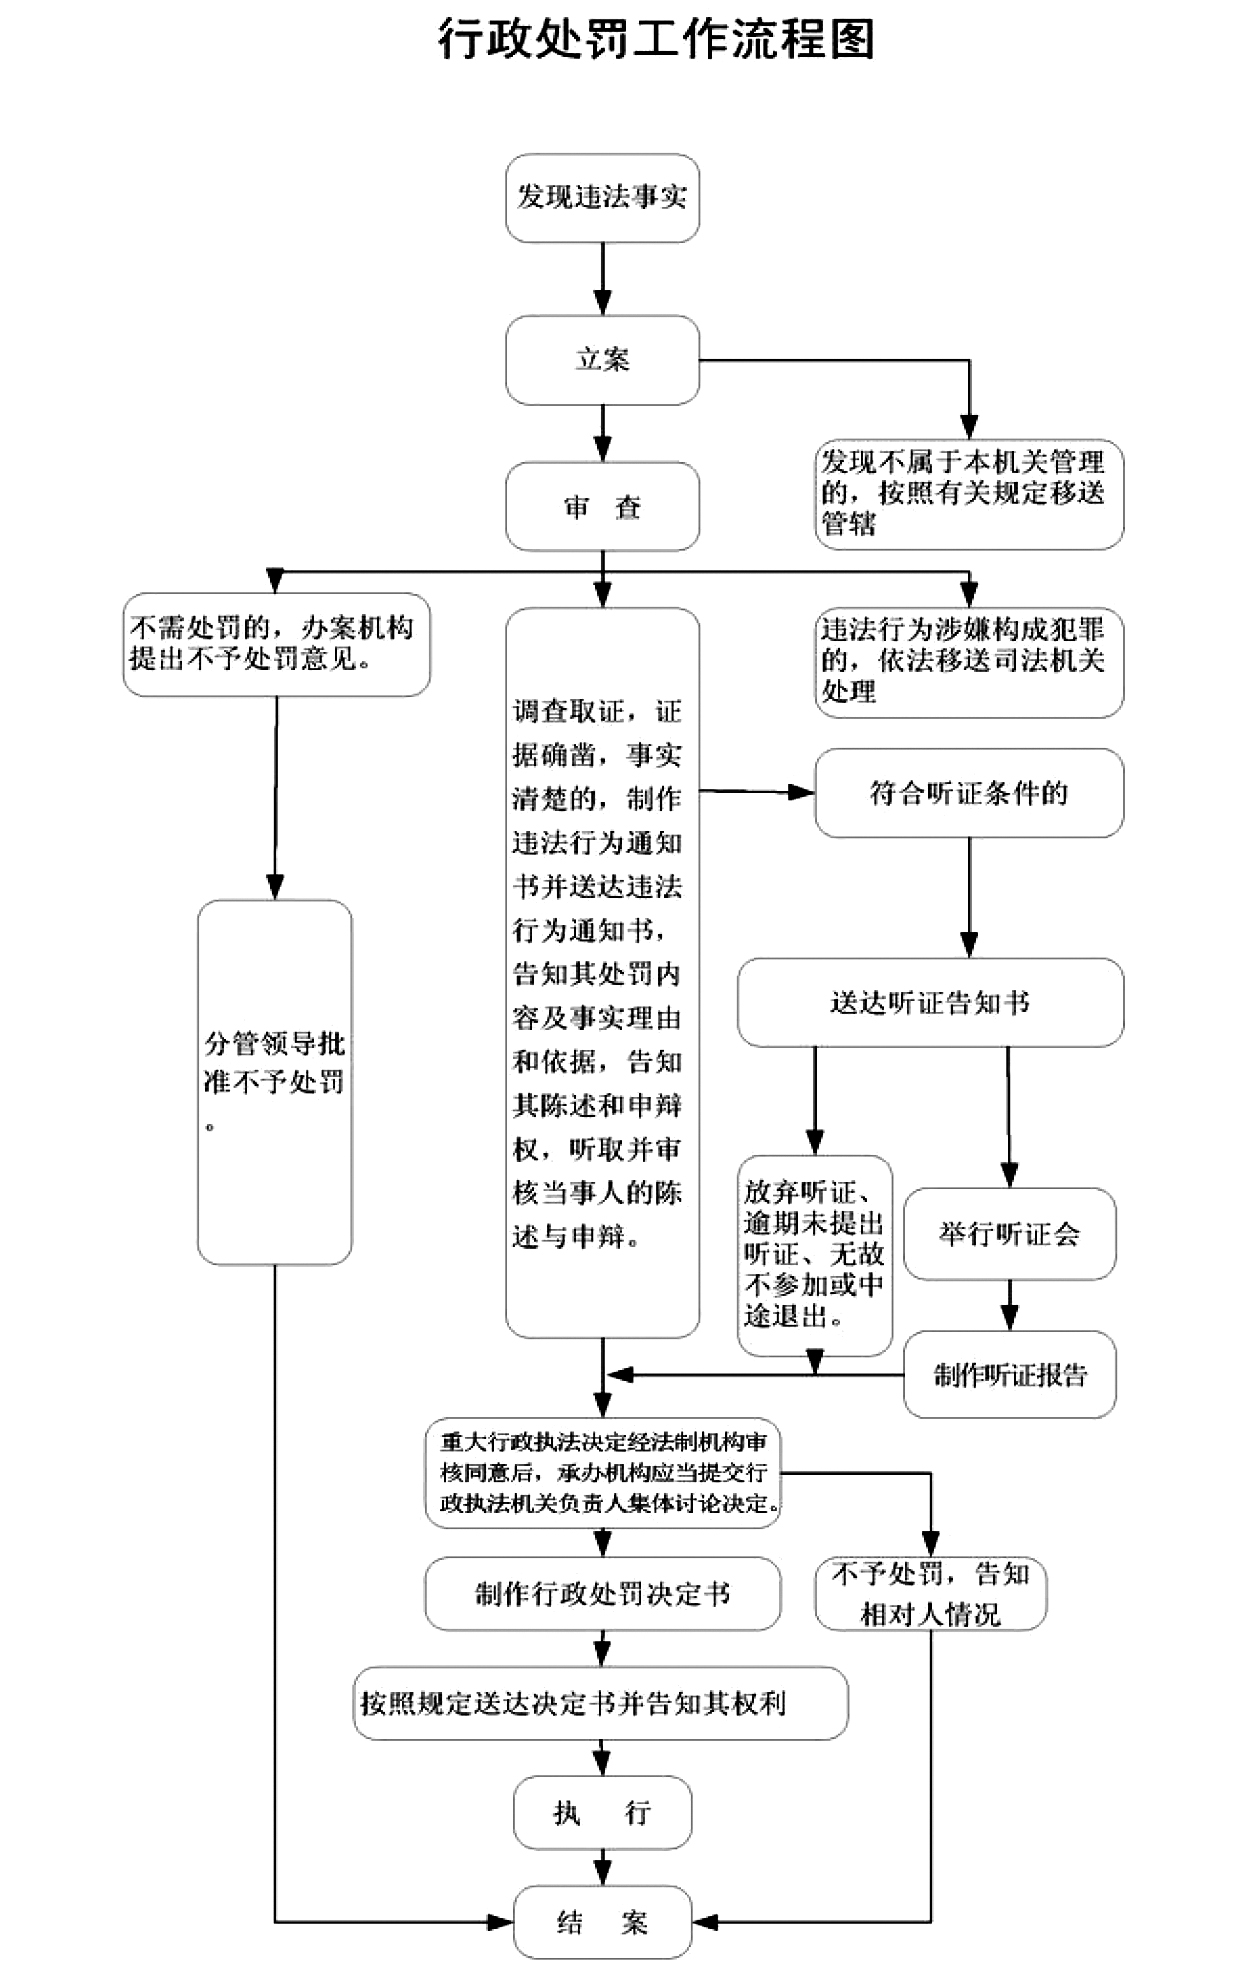 行政处罚工作流程图
发现违法事实
立案
发现不属于本机关管理
的，按照有关规定移送
管辖
审 查
不需处罚的，办案机构
提出不予处罚意见。
违法行为涉嫌构成犯罪
的，依法移送司法机关
处理
调查取证，证
据确凿，事实
清楚的，制作
违法行为通知
书并送达违法
行为通知书，
告知其处罚内
容及事实理由
和依据，告知
其陈述和申辩
权，听取并审
核当事人的陈
述与申辩。
符合听证条件的
送达听证告知书
分管领导批
准不予处罚
。
放弃听证、
逾期未提出
听证、无故
不参加或中
途退出。
举行听证会
制作听证报告
重大行政执法决定经法制机构审
核同意后，承办机构应当提交行
政执法机关负责人集体讨论决定。
制作行政处罚决定书
不予处罚，告知
相对人情况
按照规定送达决定书并告知其权利
执 行
结 案